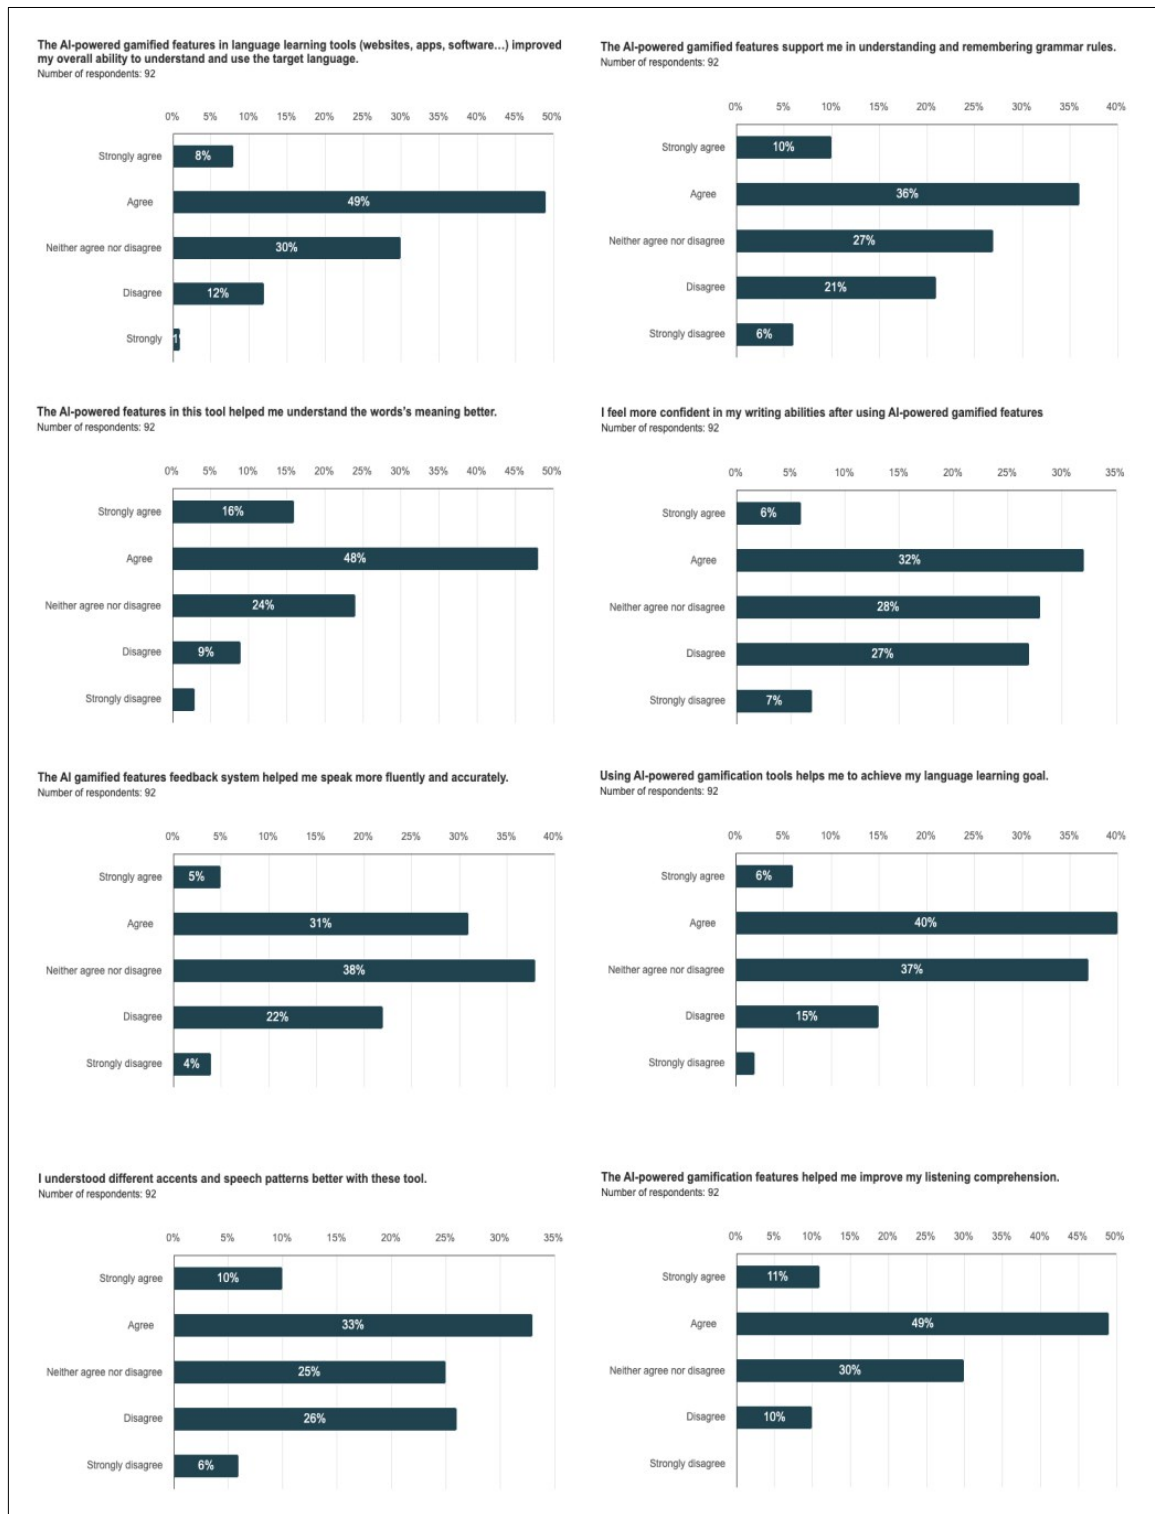 The AI-powered gamified features in language learning tools (websites, apps, software...) improved
my overall ability to understand and use the target language.
Number of respondents: 92
0% 5% 10% 15% 20% 25% 30% 35% 40% 45% 50%
Strongly agree 8%
Agree 49%
Neither agree nor disagree 30%
Disagree 12%
Strongly 1
The AI-powered gamified features support me in understanding and remembering grammar rules.
Number of respondents: 92
0% 5% 10% 15% 20% 25% 30% 35% 40%
Strongly agree 10%
Agree 36%
Neither agree nor disagree 27%
Disagree 21%
Strongly disagree 6%
The AI-powered features in this tool helped me understand the words's meaning better.
Number of respondents: 92
0% 5% 10% 15% 20% 25% 30% 35% 40% 45% 50%
Strongly agree 16%
Agree 48%
Neither agree nor disagree 24%
Disagree 9%
Strongly disagree
I feel more confident in my writing abilities after using AI-powered gamified features
Number of respondents: 92
0% 5% 10% 15% 20% 25% 30% 35%
Strongly agree 6%
Agree 32%
Neither agree nor disagree 28%
Disagree 27%
Strongly disagree 7%
The AI gamified features feedback system helped me speak more fluently and accurately.
Number of respondents: 92
0% 5% 10% 15% 20% 25% 30% 35% 40%
Strongly agree 5%
Agree 31%
Neither agree nor disagree 38%
Disagree 22%
Strongly disagree 4%
Using AI-powered gamification tools helps me to achieve my language learning goal.
Number of respondents: 92
0% 5% 10% 15% 20% 25% 30% 35% 40%
Strongly agree 6%
Agree 40%
Neither agree nor disagree 37%
Disagree 15%
Strongly disagree
I understood different accents and speech patterns better with these tool.
Number of respondents: 92
0% 5% 10% 15% 20% 25% 30% 35%
Strongly agree 10%
Agree 33%
Neither agree nor disagree 25%
Disagree 26%
Strongly disagree 6%
The AI-powered gamification features helped me improve my listening comprehension.
Number of respondents: 92
0% 5% 10% 15% 20% 25% 30% 35% 40% 45% 50%
Strongly agree 11%
Agree 49%
Neither agree nor disagree 30%
Disagree 10%
Strongly disagree